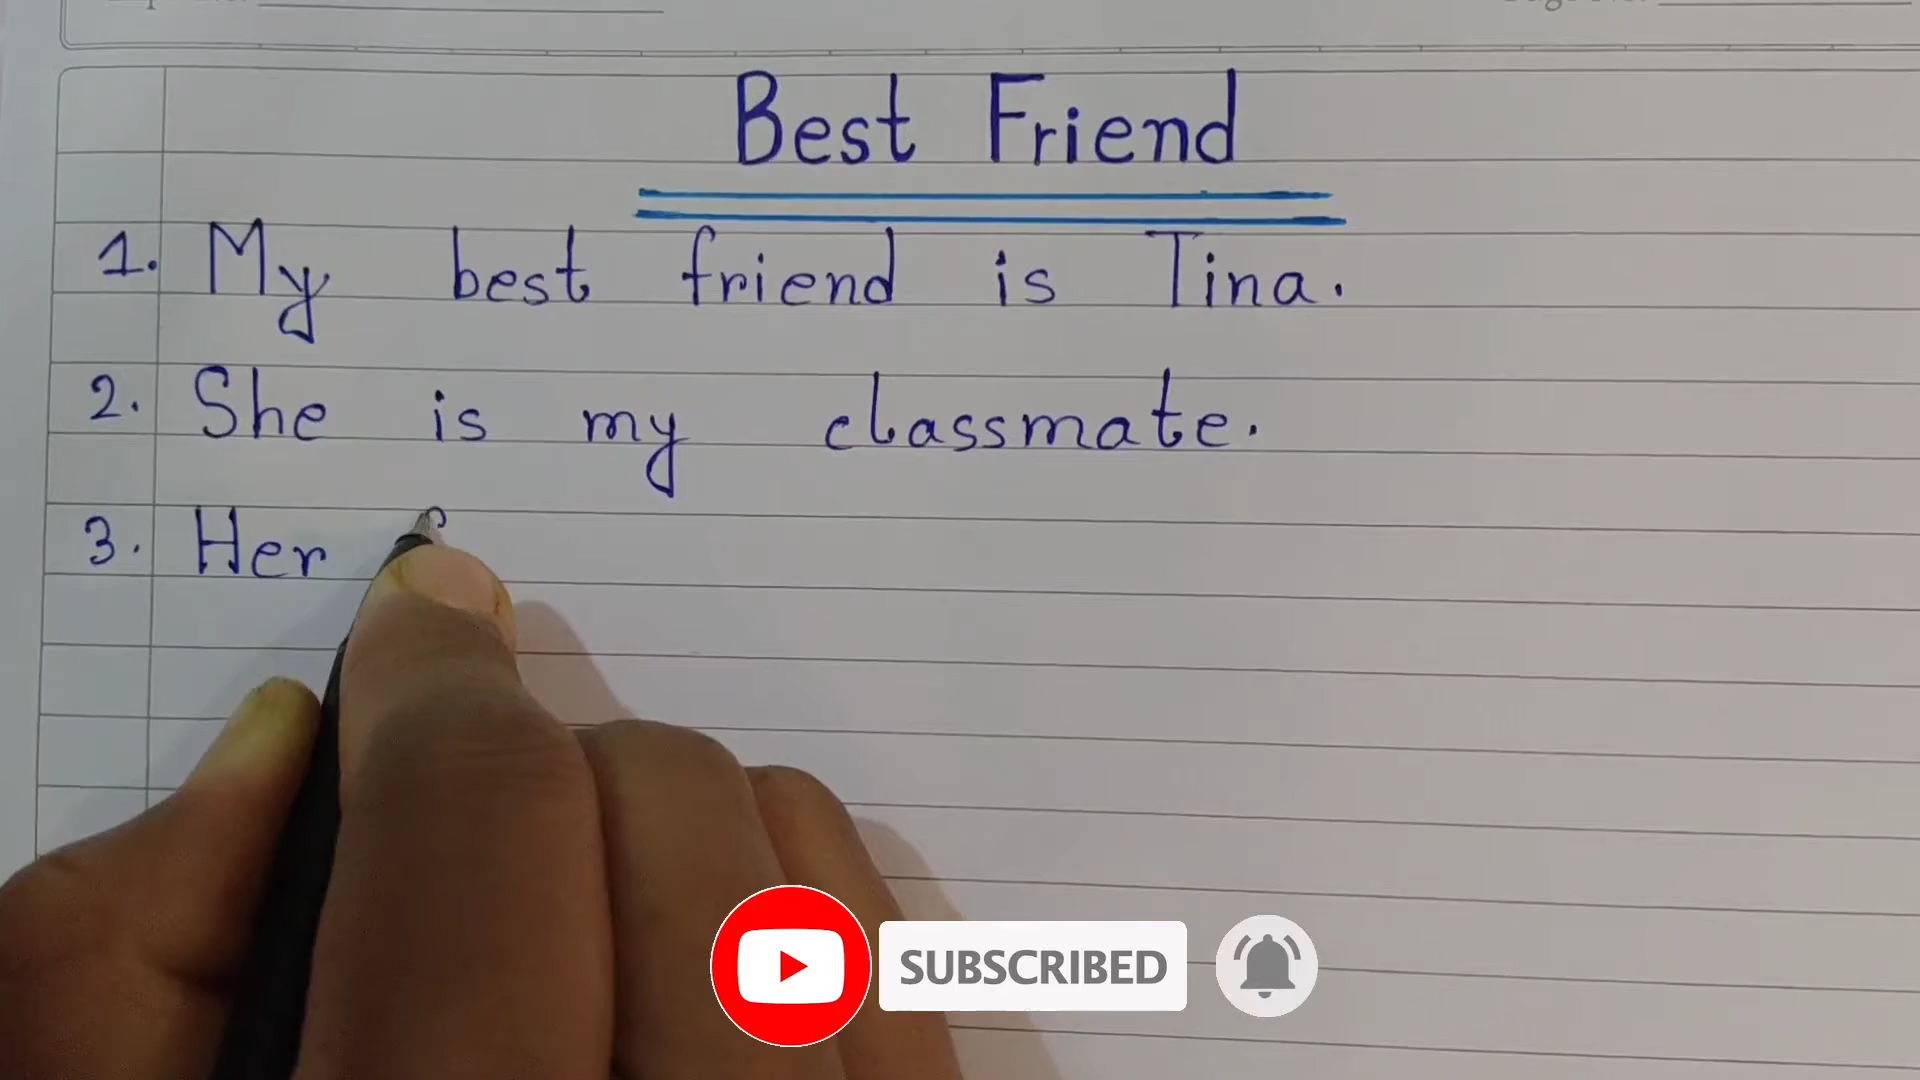 Best Friend
1. My best friend is Tina.
2. She is my classmate.
3. Her
SUBSCRIBED